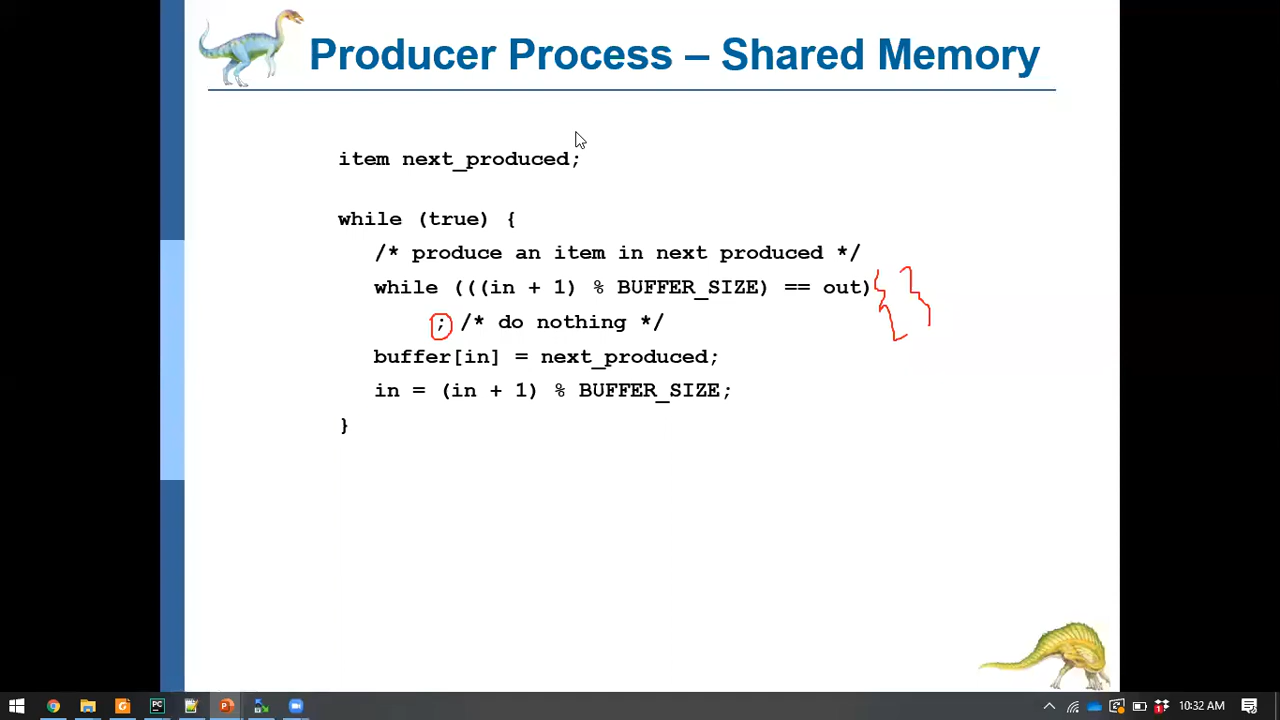 Producer Process – Shared Memory
item next_produced;
while (true) {
/* produce an item in next produced */
while (((in + 1) % BUFFER_SIZE) == out) { }
; /* do nothing */
buffer[in] = next_produced;
in = (in + 1) % BUFFER_SIZE;
}
PC
10:32 AM